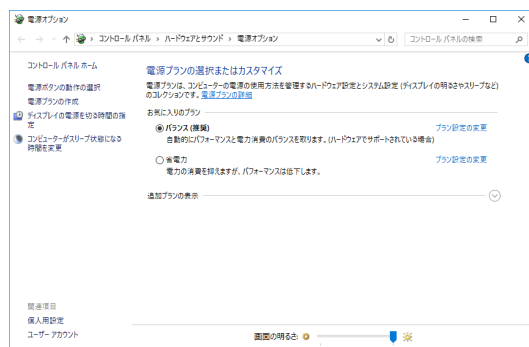 電源オプション
コントロール パネル › ハードウェアとサウンド › 電源オプション
コントロール パネルの検索
コントロール パネル ホーム
電源ボタンの動作の選択
電源プランの作成
ディスプレイの電源を切る時間の指
定
コンピューターがスリープ状態になる
時間を変更
電源プランの選択またはカスタマイズ
電源プランは、コンピューターの電源の使用方法を管理するハードウェア設定とシステム設定 (ディスプレイの明るさやスリープなど)
のコレクションです。電源プランの詳細
お気に入りのプラン
バランス (推奨) プラン設定の変更
自動的にパフォーマンスと電力消費のバランスを取ります。(ハードウェアでサポートされている場合)
省電力 プラン設定の変更
電力の消費を抑えますが、パフォーマンスは低下します。
追加プランの表示
関連項目
個人用設定
ユーザー アカウント
画面の明るさ: